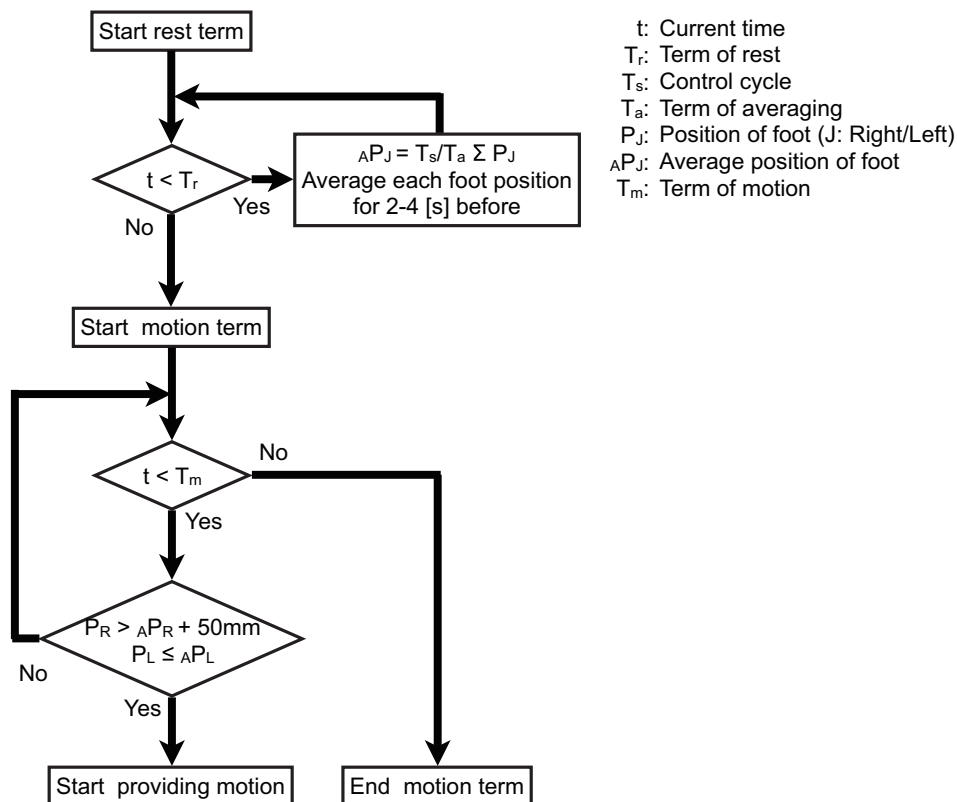 Start rest term
t < Tr
Yes
No
APJ = Ts/Ta Σ PJ
Average each foot position
for 2-4 [s] before
t: Current time
Tr: Term of rest
Ts: Control cycle
Ta: Term of averaging
PJ: Position of foot (J: Right/Left)
APJ: Average position of foot
Tm: Term of motion
Start motion term
t < Tm
No
Yes
PR > APR + 50mm
PL ≤ APL
No
Yes
Start providing motion
End motion term